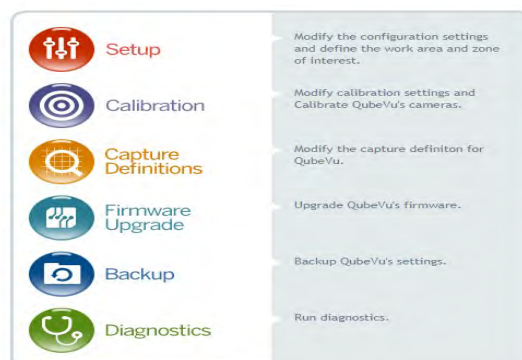 Setup
Modify the configuration settings
and define the work area and zone
of interest.
Calibration
Modify calibration settings and
Calibrate QubeVu's cameras.
Capture
Definitions
Modify the capture definiton for
QubeVu.
Firmware
Upgrade
Upgrade QubeVu's firmware.
Backup
Backup QubeVu's settings.
Diagnostics
Run diagnostics.